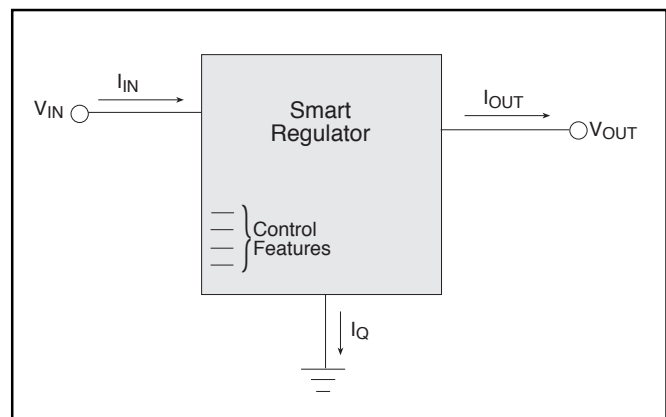 I_IN
V_IN
Smart
Regulator
I_OUT
V_OUT
Control
Features
I_Q